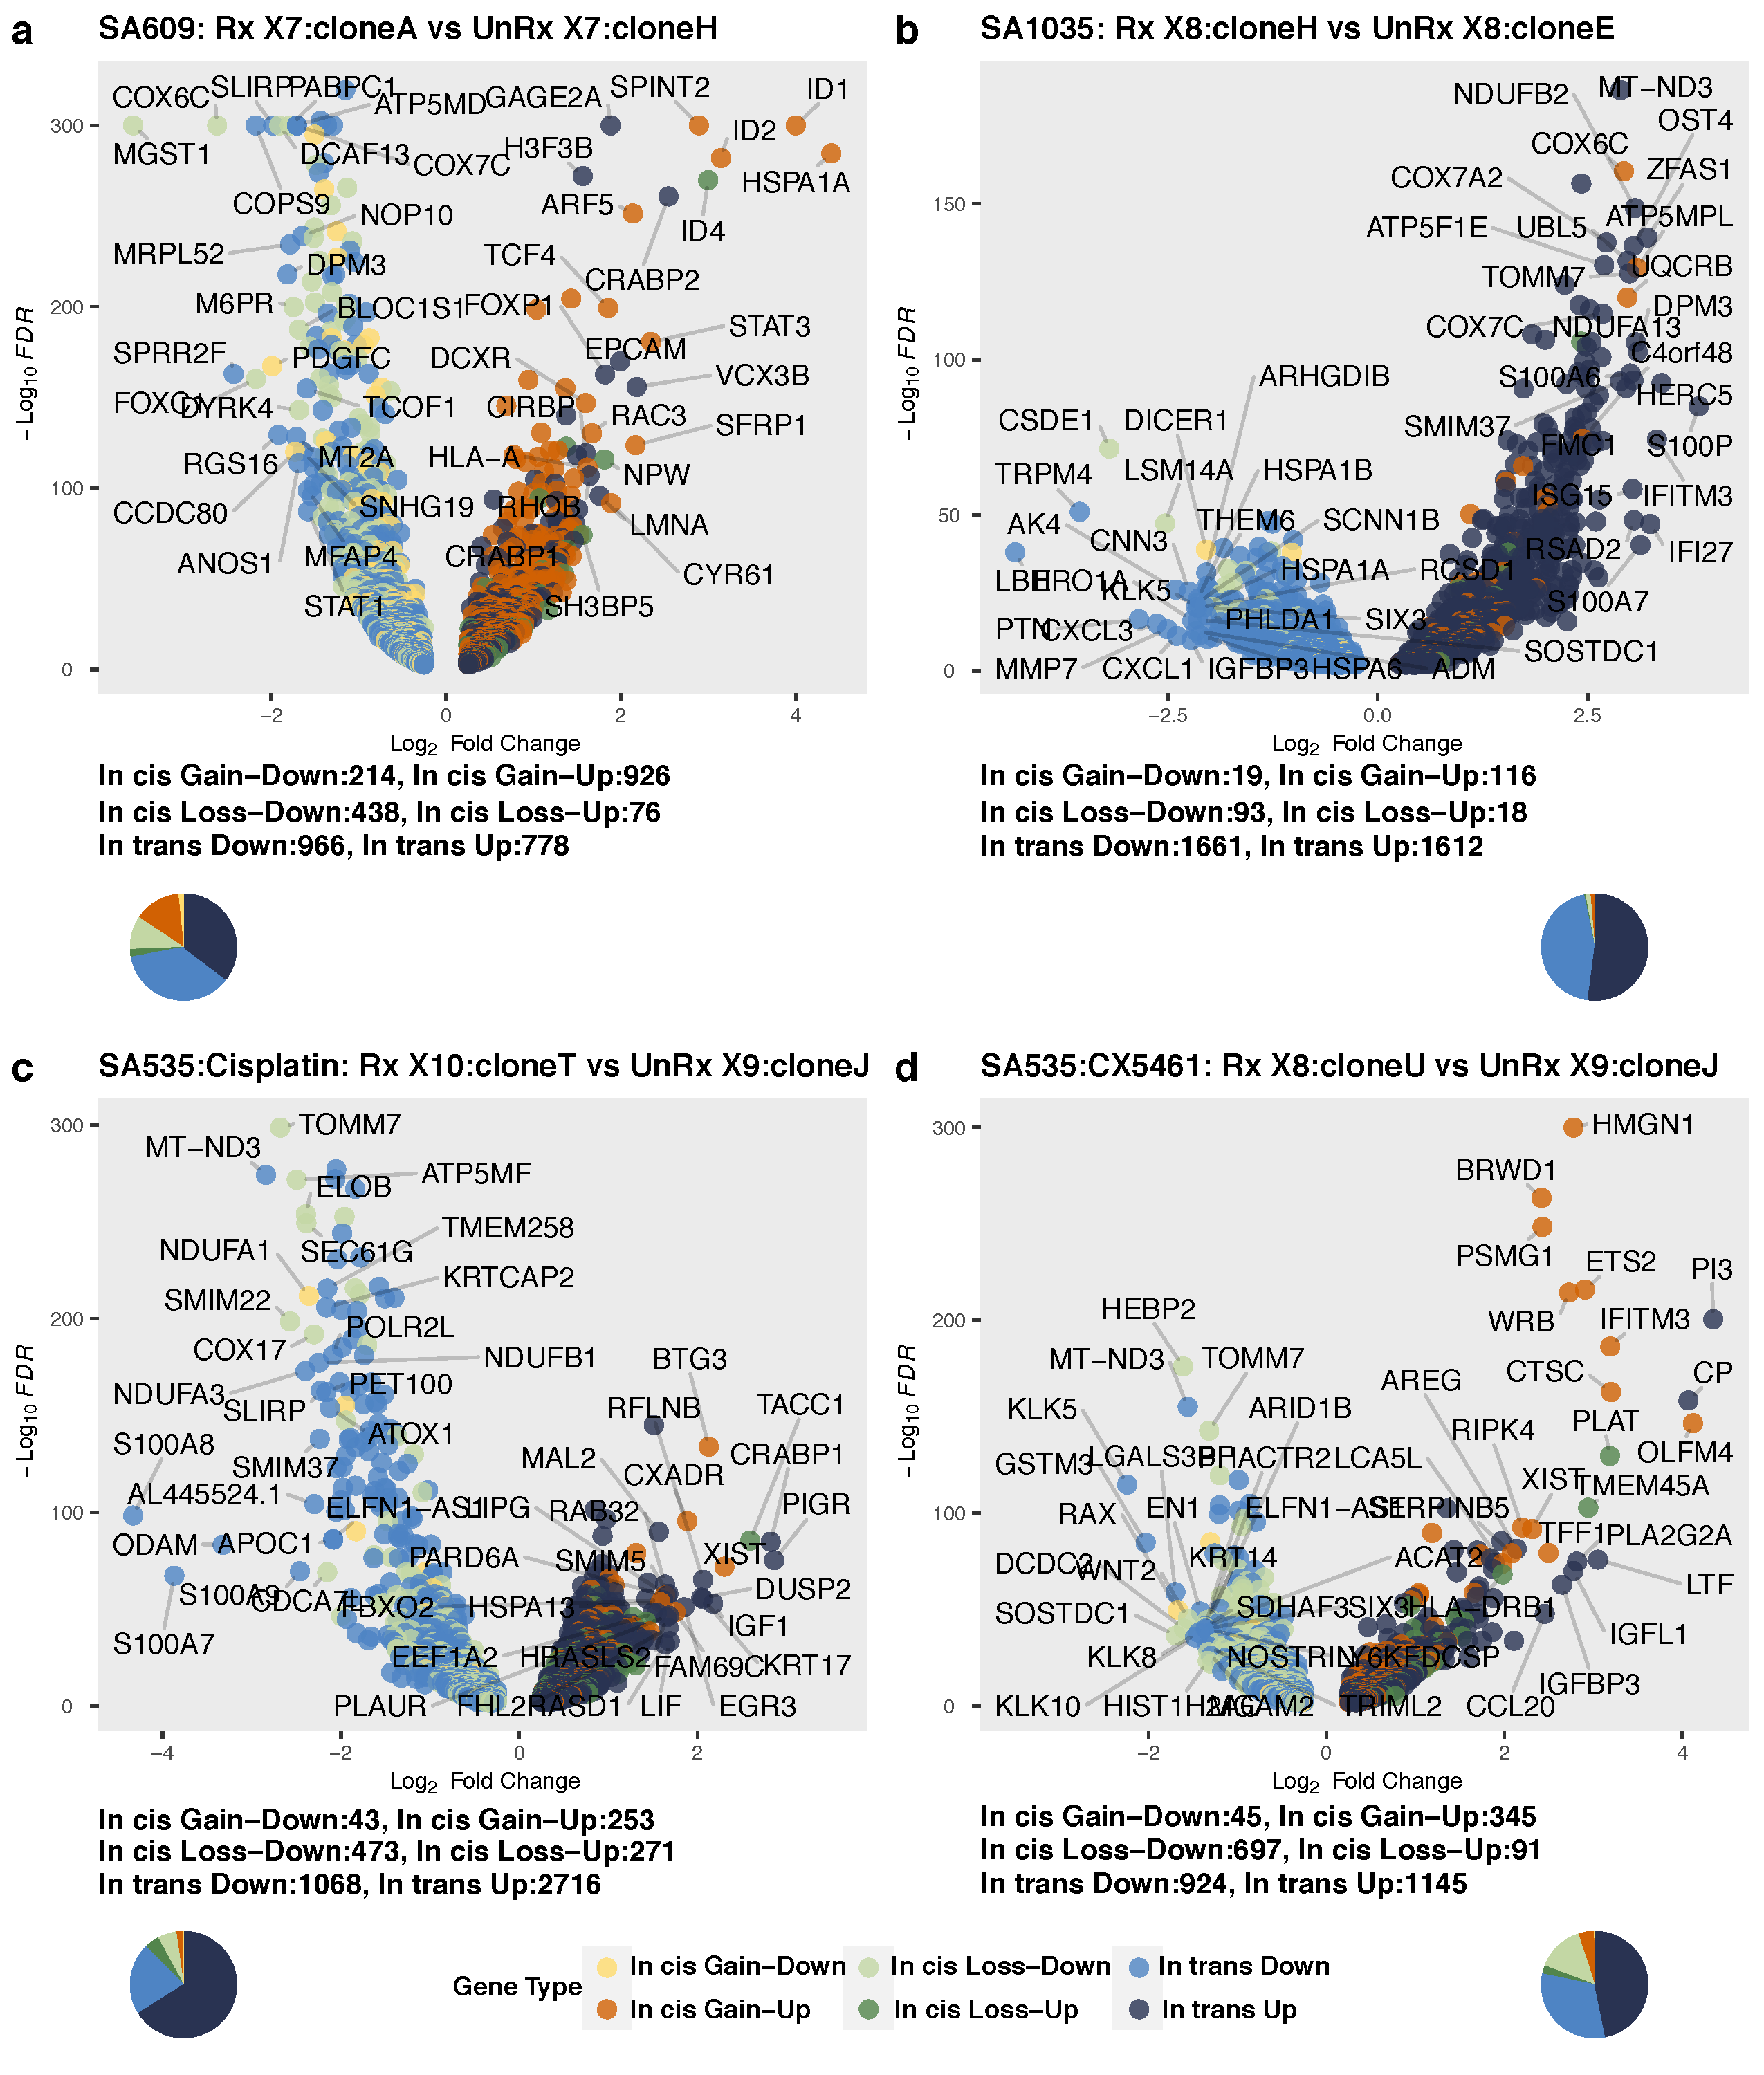 a
SA609: Rx X7:cloneA vs UnRx X7:cloneH
COX6C
SLIRP
PABPC1
ATP5MD
GAGE2A
SPINT2
ID1
MGST1
DCAF13
COX7C
H3F3B
ID2
HSPA1A
COPS9
NOP10
ARF5
ID4
MRPL52
DPM3
TCF4
CRABP2
M6PR
BLOC1S1
FOXP1
STAT3
SPRR2F
PDGFC
DCXR
EPCAM
VCX3B
FOXC1
DYRK4
TCOF1
CIRBP
RAC3
SFRP1
RGS16
MT2A
HLA−A
NPW
CCDC80
SNHG19
RHOB
LMNA
ANOS1
MFAP4
CRABP1
CYR61
STAT1
SH3BP5
300
200
100
0
−Log10 FDR
−2
0
2
4
Log2 Fold Change
In cis Gain−Down:214, In cis Gain−Up:926
In cis Loss−Down:438, In cis Loss−Up:76
In trans Down:966, In trans Up:778
b
SA1035: Rx X8:cloneH vs UnRx X8:cloneE
NDUFB2
MT−ND3
OST4
COX6C
ZFAS1
COX7A2
ATP5MPL
ATP5F1E
UBL5
TOMM7
UQCRB
DPM3
COX7C
NDUFA13
C4orf48
ARHGDIB
S100A6
HERC5
CSDE1
DICER1
SMIM37
FMC1
S100P
TRPM4
LSM14A
HSPA1B
ISG15
IFITM3
AK4
THEM6
SCNN1B
CNN3
RSAD2
IFI27
LBH
ERO1A
KLK5
HSPA1A
RCSD1
S100A7
PTN
CXCL3
PHLDA1
SIX3
SOSTDC1
MMP7
CXCL1
IGFBP3
HSPA6
ADM
150
100
50
0
−Log10 FDR
−2.5
0.0
2.5
Log2 Fold Change
In cis Gain−Down:19, In cis Gain−Up:116
In cis Loss−Down:93, In cis Loss−Up:18
In trans Down:1661, In trans Up:1612
c
SA535:Cisplatin: Rx X10:cloneT vs UnRx X9:cloneJ
TOMM7
MT−ND3
ATP5MF
ELOB
TMEM258
NDUFA1
SEC61G
KRTCAP2
SMIM22
POLR2L
COX17
NDUFB1
BTG3
NDUFA3
PET100
SLIRP
RFLNB
TACC1
S100A8
ATOX1
MAL2
CRABP1
SMIM37
CXADR
AL445524.1
ELFN1−AS1
LIPG
RAB32
PIGR
ODAM
APOC1
PARD6A
SMIM5
XIST
S100A9
CDCA7L
FBXO2
HSPA13
DUSP2
S100A7
IGF1
EEF1A2
HRASLS2
FAM69C
KRT17
PLAUR
FHL2
RASD1
LIF
EGR3
300
200
100
0
−Log10 FDR
−4
−2
0
2
Log2 Fold Change
In cis Gain−Down:43, In cis Gain−Up:253
In cis Loss−Down:473, In cis Loss−Up:271
In trans Down:1068, In trans Up:2716
d
SA535:CX5461: Rx X8:cloneU vs UnRx X9:cloneJ
HMGN1
BRWD1
PSMG1
ETS2
PI3
HEBP2
WRB
IFITM3
MT−ND3
TOMM7
AREG
CTSC
CP
KLK5
ARID1B
RIPK4
PLAT
OLFM4
GSTM3
LGALS3BP
PHACTR2
LCA5L
XIST
TMEM45A
RAX
EN1
ELFN1−AS1
SERPINB5
TFF1
PLA2G2A
DCDC2
WNT2
KRT14
ACAT2
LTF
SOSTDC1
SDHAF3
SIX3
HLA−DRB1
IGFL1
KLK8
NOSTRIN
LY6K
FDCSP
IGFBP3
KLK10
HIST1H2AC
MGAM2
TRIML2
CCL20
300
200
100
0
−Log10 FDR
−2
0
2
4
Log2 Fold Change
In cis Gain−Down:45, In cis Gain−Up:345
In cis Loss−Down:697, In cis Loss−Up:91
In trans Down:924, In trans Up:1145
Gene Type
In cis Gain−Down
In cis Loss−Down
In trans Down
In cis Gain−Up
In cis Loss−Up
In trans Up